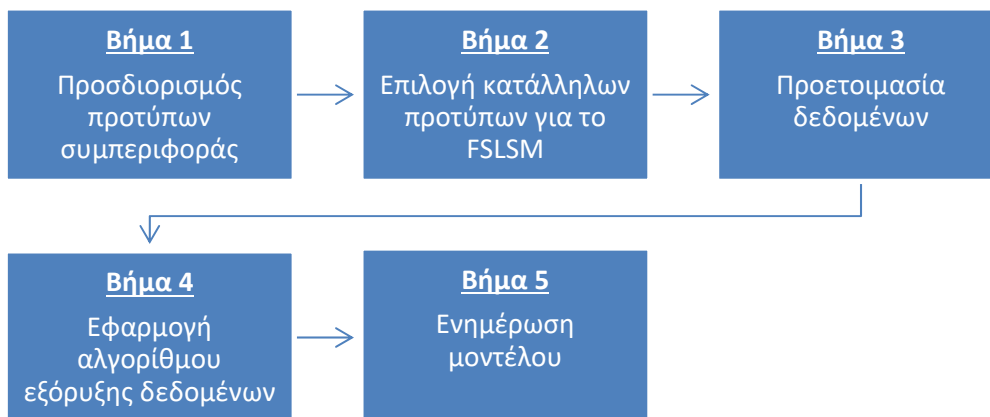 Βήμα 1
Προσδιορισμός
προτύπων
συμπεριφοράς
Βήμα 2
Επιλογή κατάλληλων
προτύπων για το
FSLSM
Βήμα 3
Προετοιμασία
δεδομένων
Βήμα 4
Εφαρμογή
αλγορίθμου
εξόρυξης δεδομένων
Βήμα 5
Ενημέρωση
μοντέλου